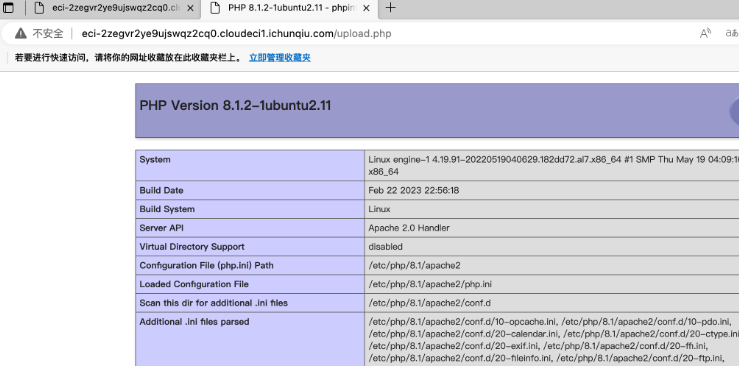 eci-2zegvr2ye9ujswqz2cq0.clo
PHP 8.1.2-1ubuntu2.11 - phpin
不安全 eci-2zegvr2ye9ujswqz2cq0.cloudeci1.ichunqiu.com/upload.php
若要进行快速访问，请将你的网址收藏放在此收藏夹栏上。 立即管理收藏夹
PHP Version 8.1.2-1ubuntu2.11
System Linux engine-1 4.19.91-20220519040629.182dd72.al7.x86_64 #1 SMP Thu May 19 04:09:16
x86_64
Build Date Feb 22 2023 22:56:18
Build System Linux
Server API Apache 2.0 Handler
Virtual Directory Support disabled
Configuration File (php.ini) Path /etc/php/8.1/apache2
Loaded Configuration File /etc/php/8.1/apache2/php.ini
Scan this dir for additional .ini files /etc/php/8.1/apache2/conf.d
Additional .ini files parsed /etc/php/8.1/apache2/conf.d/10-opcache.ini, /etc/php/8.1/apache2/conf.d/10-pdo.ini,
/etc/php/8.1/apache2/conf.d/20-calendar.ini, /etc/php/8.1/apache2/conf.d/20-ctype.ini
/etc/php/8.1/apache2/conf.d/20-exif.ini, /etc/php/8.1/apache2/conf.d/20-ffi.ini,
/etc/php/8.1/apache2/conf.d/20-fileinfo.ini, /etc/php/8.1/apache2/conf.d/20-ftp.ini,